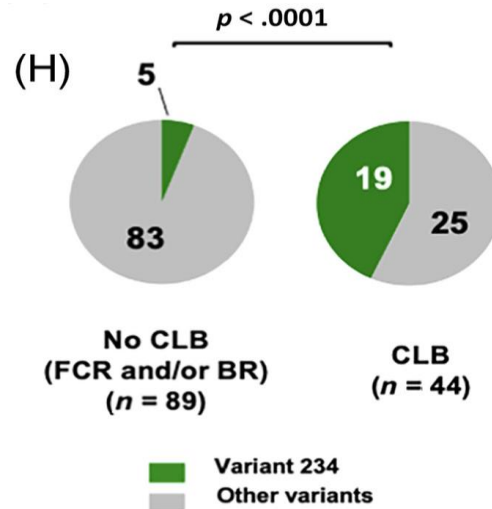 p < .0001
(H)
5
83
19
25
No CLB
(FCR and/or BR)
(n = 89)
CLB
(n = 44)
Variant 234
Other variants